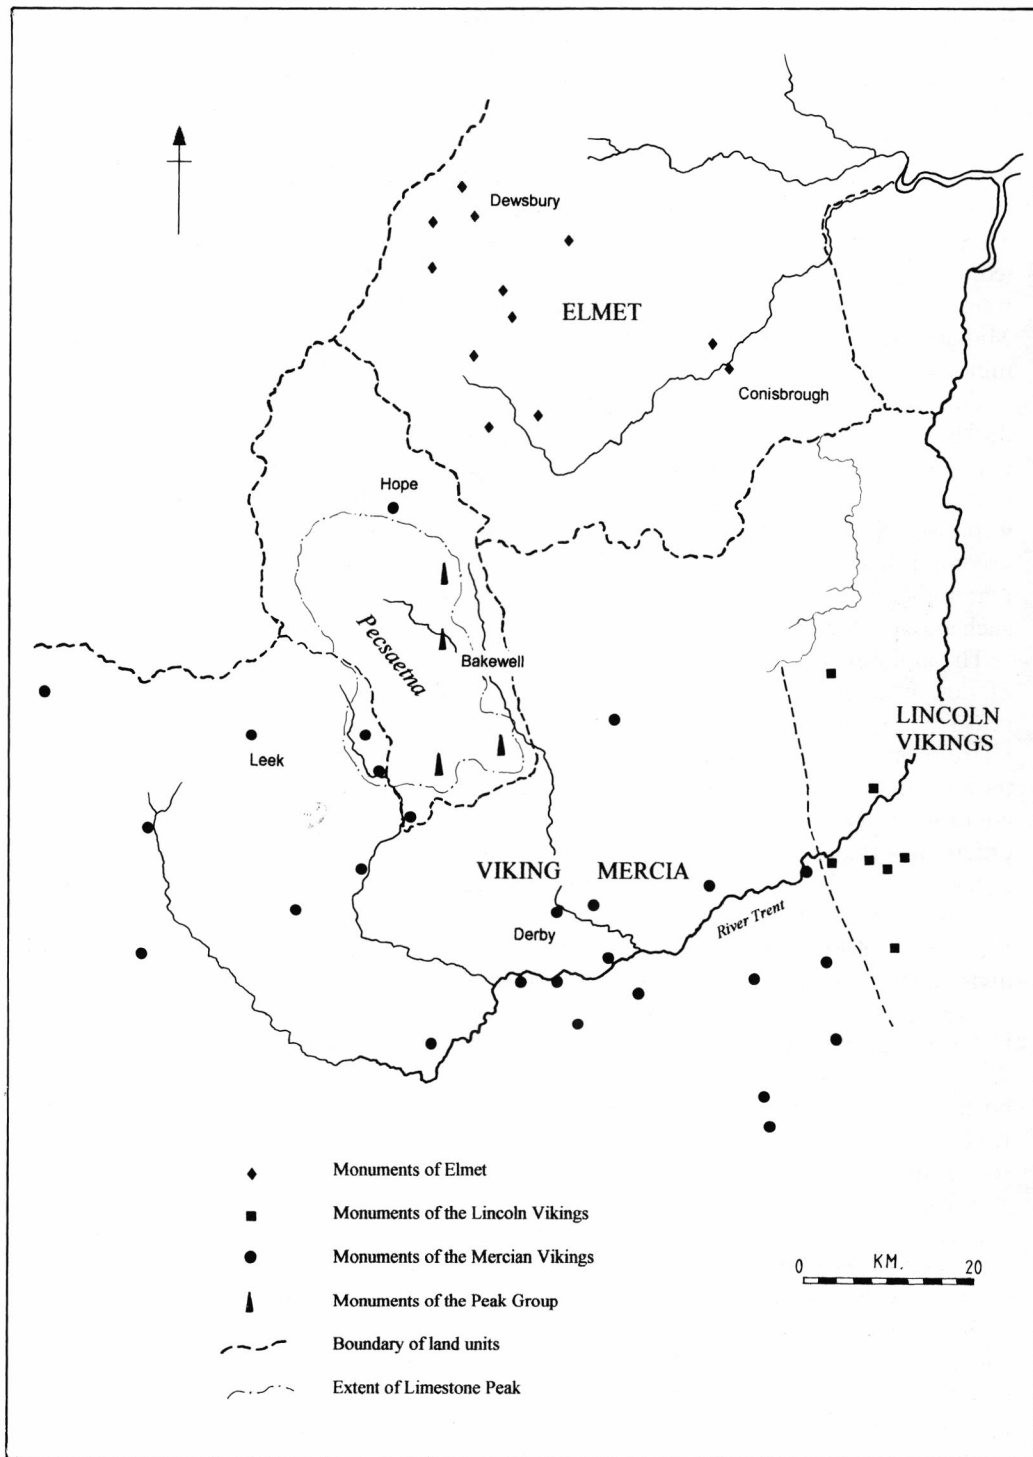 Dewsbury
ELMET
Conisbrough
Hope
Pecsaetna
Bakewell
LINCOLN
VIKINGS
Leek
VIKING MERCIA
River Trent
Derby
Monuments of Elmet
Monuments of the Lincoln Vikings
Monuments of the Mercian Vikings
Monuments of the Peak Group
Boundary of land units
Extent of Limestone Peak
0 KM. 20